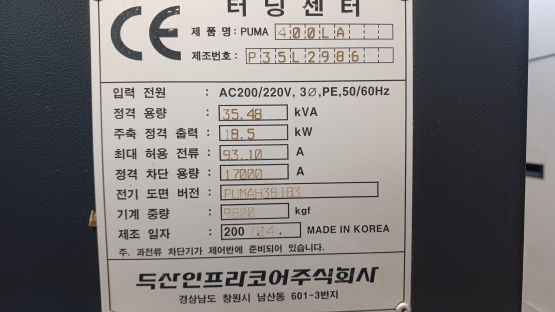 터닝센터
CE
제 품 명: PUMA 400LA
제조번호: P35L2986
입력 전원 : AC200/220V, 3Ø,PE,50/60Hz
정격 용량 : 35.48 kVA
주축 정격 출력 : 18.5 kW
최대 허용 전류 : 93.10 A
정격 차단 용량 : 17000 A
전기 도면 버전 :
기계 중량 : 9800 kgf
제조 일자 : 200 . MADE IN KOREA
주. 과전류 차단기가 제어반에 준비되어 있습니다.
두산인프라코어주식회사
경상남도 창원시 남산동 601-3번지